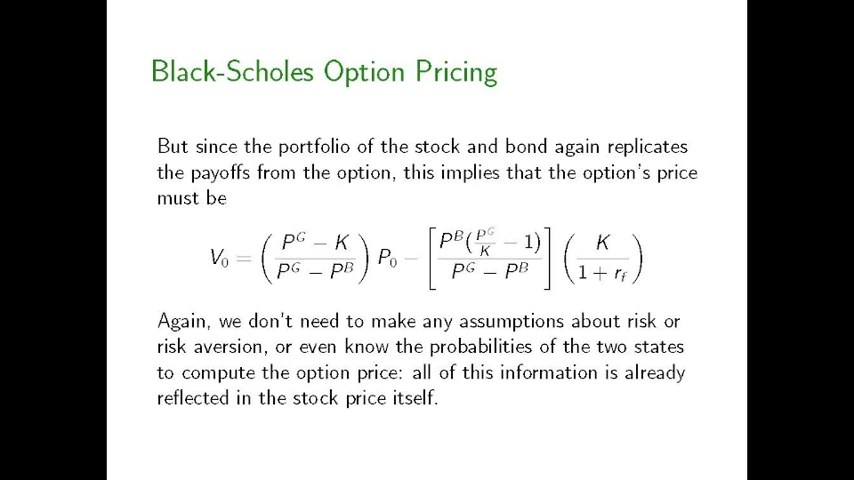 Black-Scholes Option Pricing
But since the portfolio of the stock and bond again replicates
the payoffs from the option, this implies that the option's price
must be
V₀ = ( (P^G − K) / (P^G − P^B) ) P₀ − [ P^B( P^G/K − 1) / (P^G − P^B) ] ( K / (1 + r_f) )
Again, we don't need to make any assumptions about risk or
risk aversion, or even know the probabilities of the two states
to compute the option price: all of this information is already
reflected in the stock price itself.